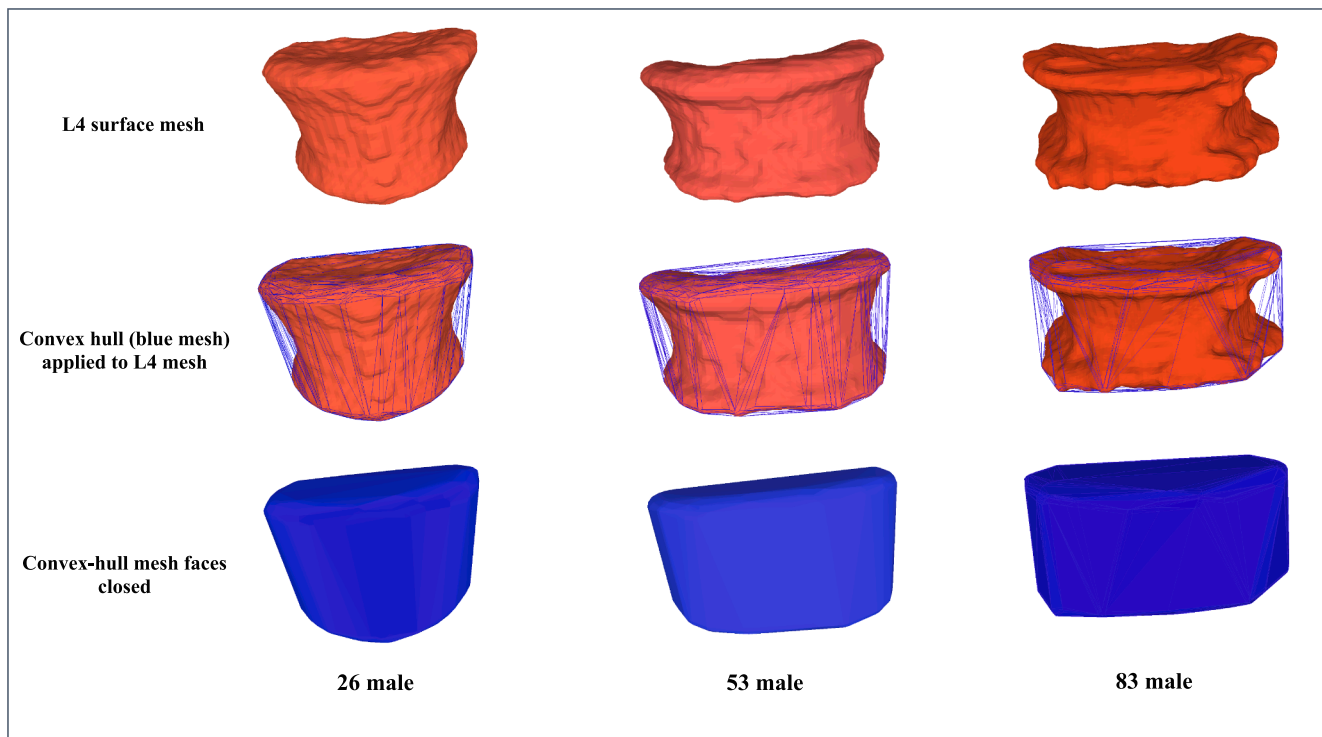 L4 surface mesh
Convex hull (blue mesh)
applied to L4 mesh
Convex-hull mesh faces
closed
26 male
53 male
83 male